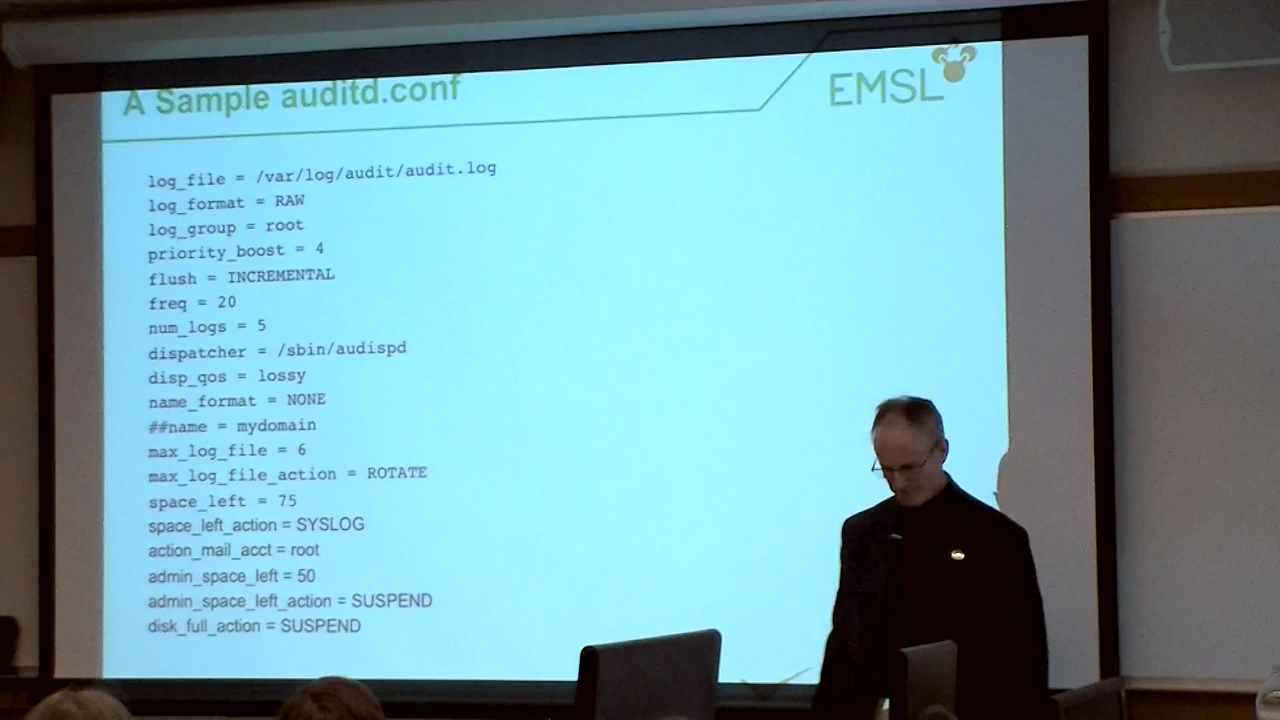 A Sample auditd.conf
EMSL
log_file = /var/log/audit/audit.log
log_format = RAW
log_group = root
priority_boost = 4
flush = INCREMENTAL
freq = 20
num_logs = 5
dispatcher = /sbin/audispd
disp_qos = lossy
name_format = NONE
##name = mydomain
max_log_file = 6
max_log_file_action = ROTATE
space_left = 75
space_left_action = SYSLOG
action_mail_acct = root
admin_space_left = 50
admin_space_left_action = SUSPEND
disk_full_action = SUSPEND